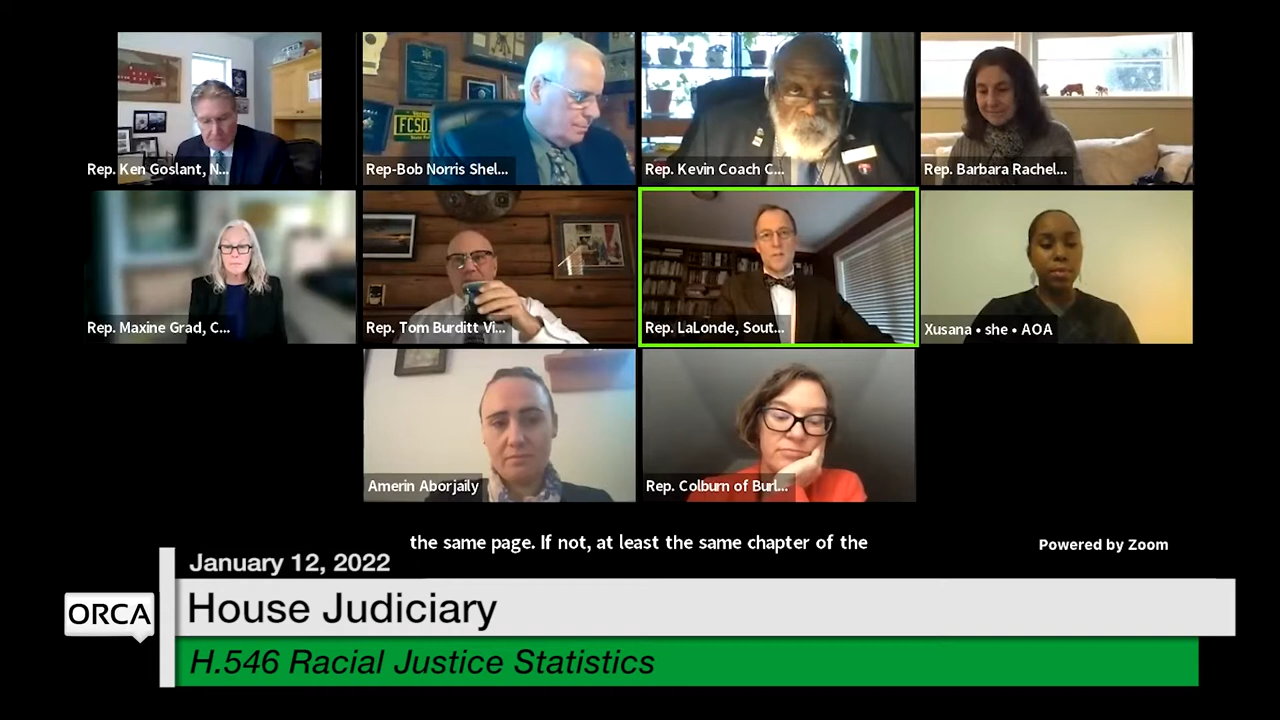 Rep. Ken Goslant, N...
FCSD
Rep-Bob Norris Shel...
Rep. Kevin Coach C...
Rep. Barbara Rachel...
Rep. Maxine Grad, C...
Rep. Tom Burditt Vi...
Rep. LaLonde, Sout...
Xusana • she • AOA
Amerin Aborjaily
Rep. Colburn of Burl...
the same page. If not, at least the same chapter of the
Powered by Zoom
January 12, 2022
ORCA
House Judiciary
H.546 Racial Justice Statistics